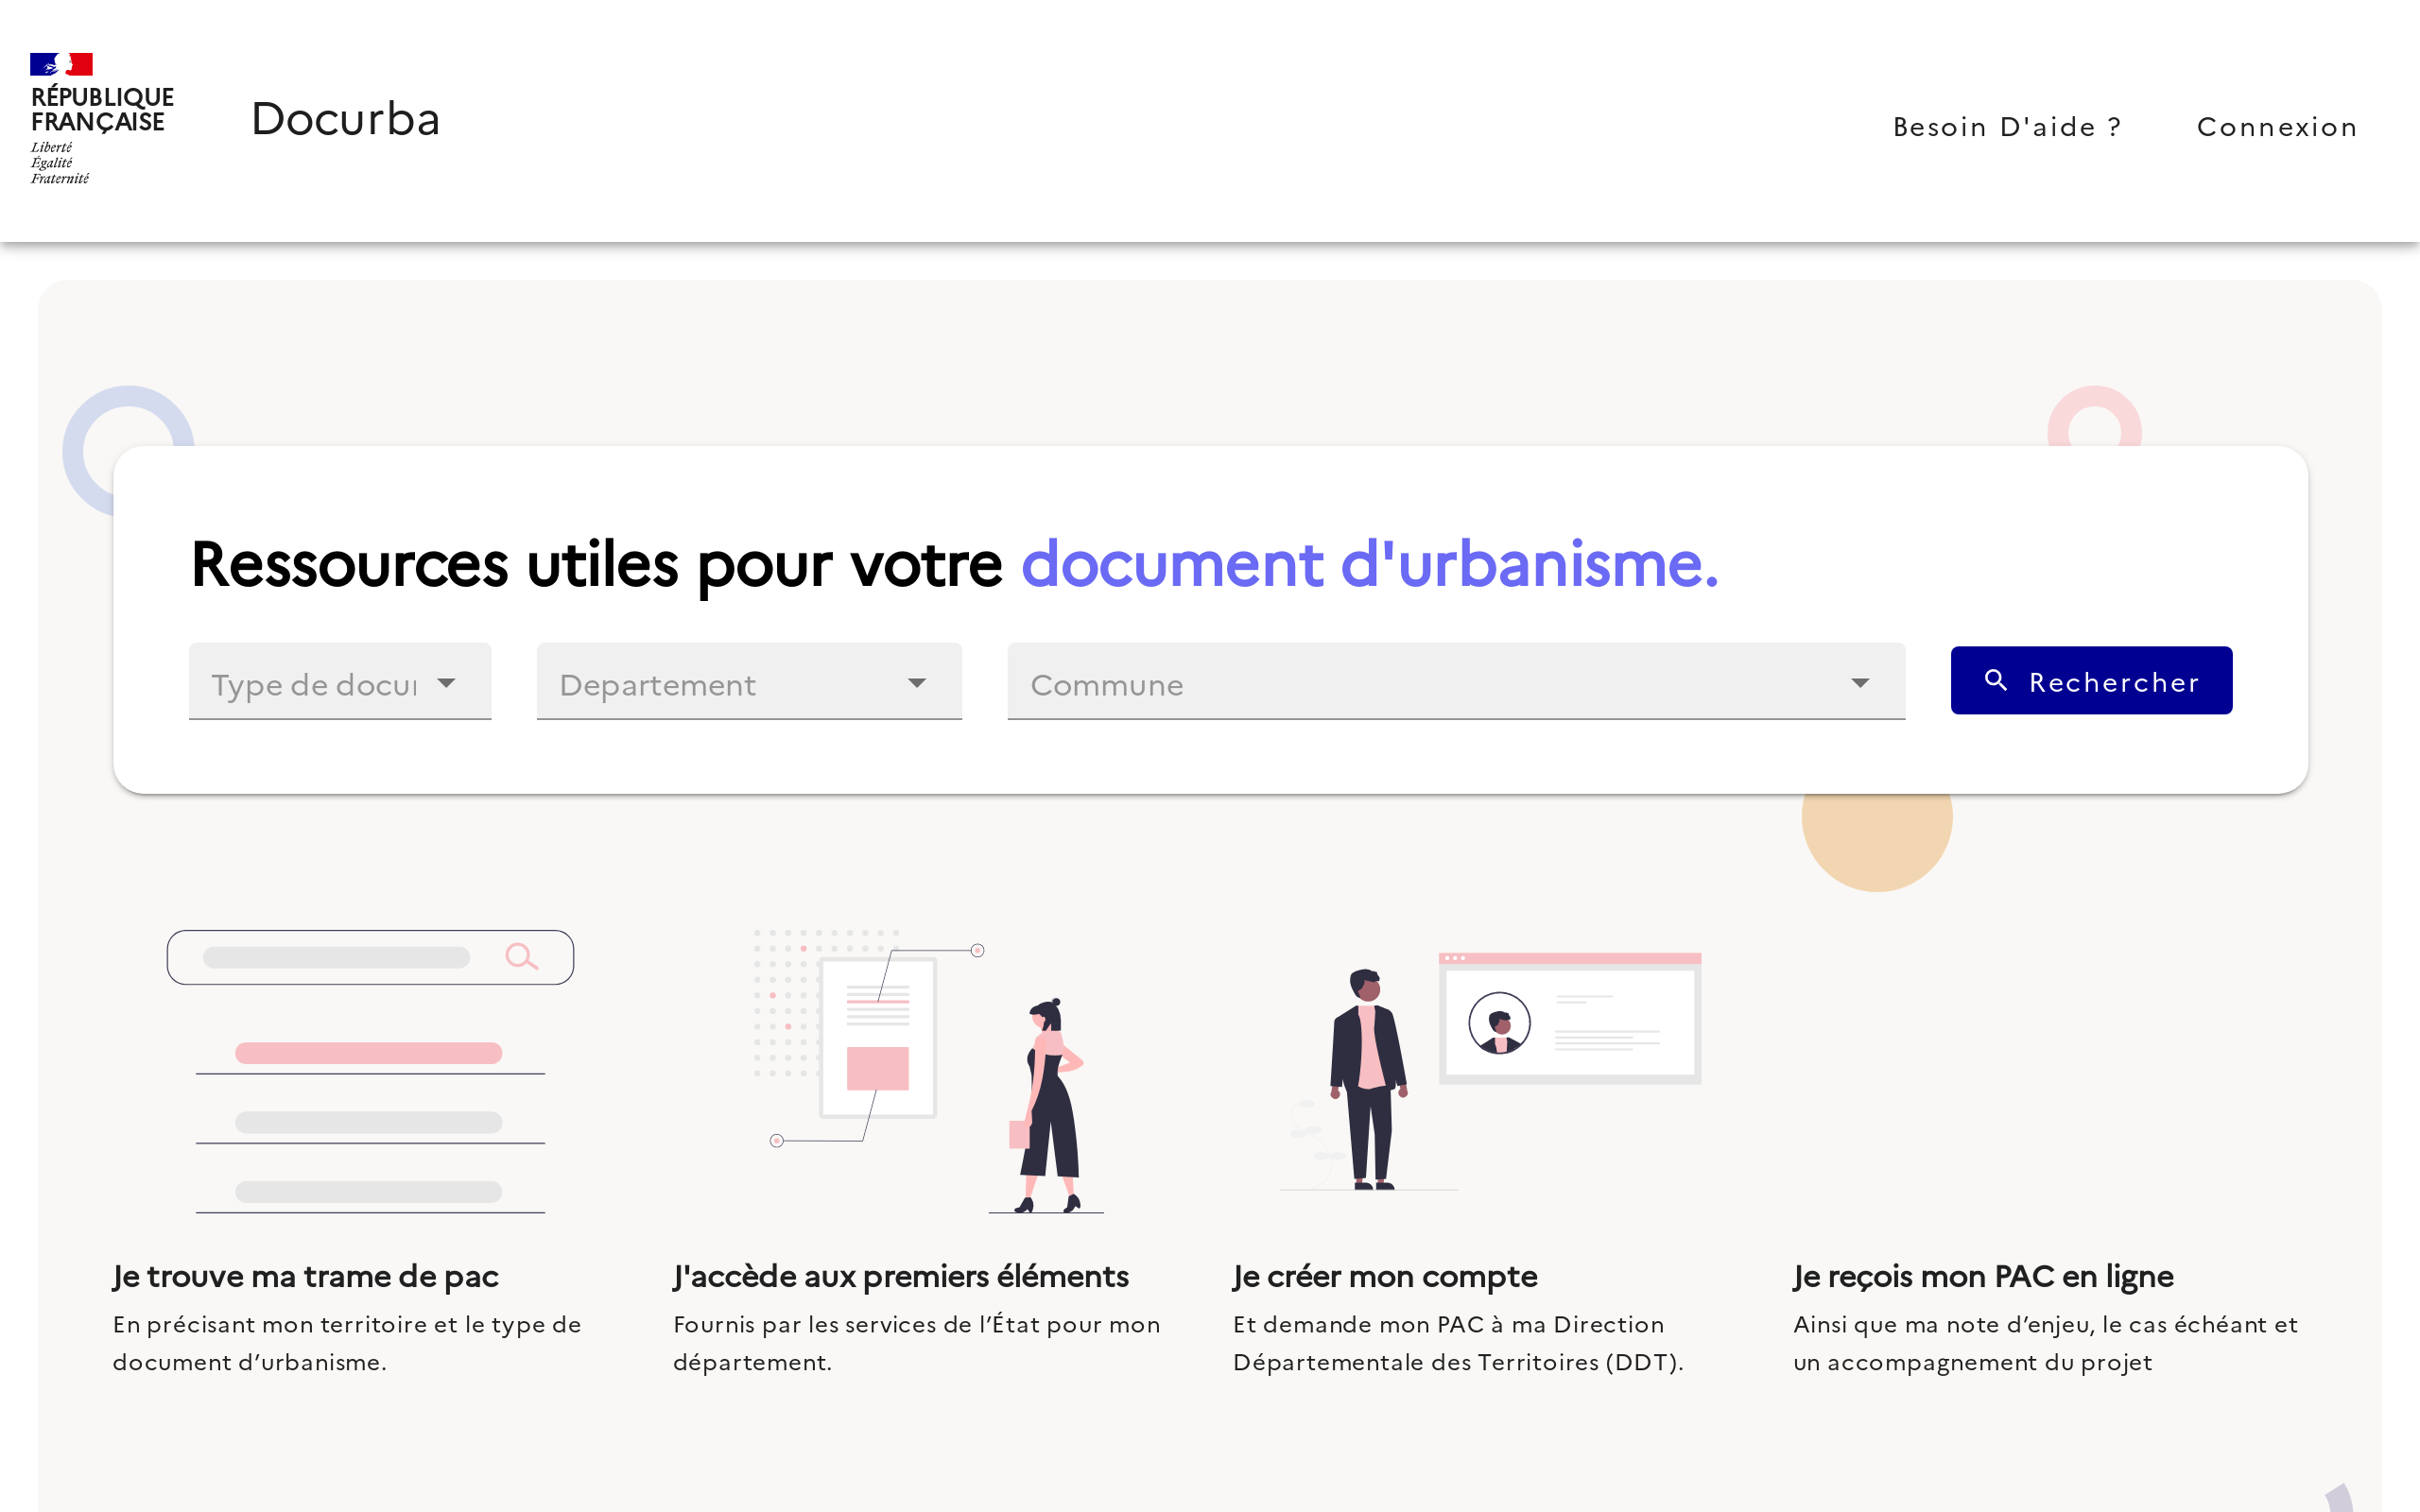 RÉPUBLIQUE
FRANÇAISE
Liberté
Égalité
Fraternité
Docurba
Besoin D'aide ?
Connexion
Ressources utiles pour votre document d'urbanisme.
Type de docu
Departement
Commune
Rechercher
Je trouve ma trame de pac
En précisant mon territoire et le type de
document d’urbanisme.
J'accède aux premiers éléments
Fournis par les services de l’État pour mon
département.
Je créer mon compte
Et demande mon PAC à ma Direction
Départementale des Territoires (DDT).
Je reçois mon PAC en ligne
Ainsi que ma note d’enjeu, le cas échéant et
un accompagnement du projet